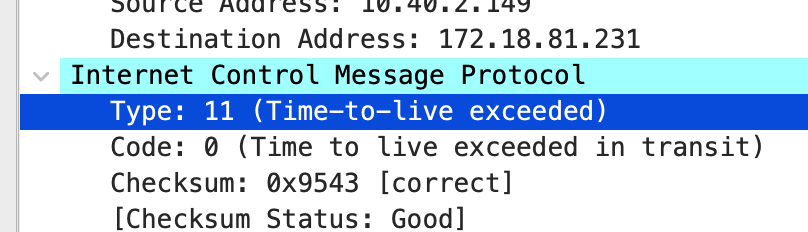 Source Address: 10.40.2.149
Destination Address: 172.18.81.231
Internet Control Message Protocol
Type: 11 (Time-to-live exceeded)
Code: 0 (Time to live exceeded in transit)
Checksum: 0x9543 [correct]
[Checksum Status: Good]